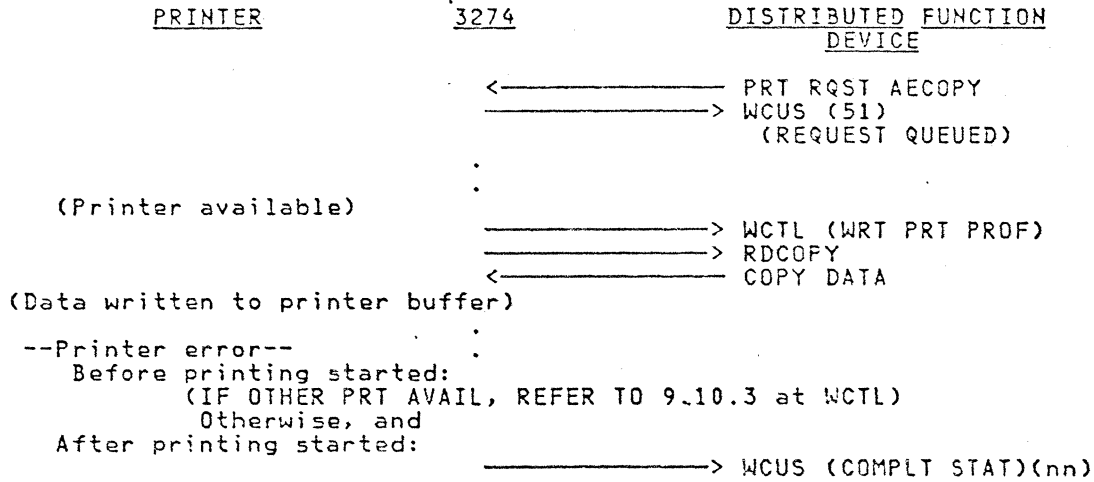 PRINTER 3274 DISTRIBUTED FUNCTION
DEVICE
<---------------- PRT RQST AECOPY
----------------> WCUS (51)
(REQUEST QUEUED)
.
.
(Printer available)
----------------> WCTL (WRT PRT PROF)
----------------> RDCOPY
<---------------- COPY DATA
(Data written to printer buffer)
.
--Printer error-- .
Before printing started:
(IF OTHER PRT AVAIL, REFER TO 9.10.3 at WCTL)
Otherwise, and
After printing started:
----------------> WCUS (COMPLT STAT)(nn)